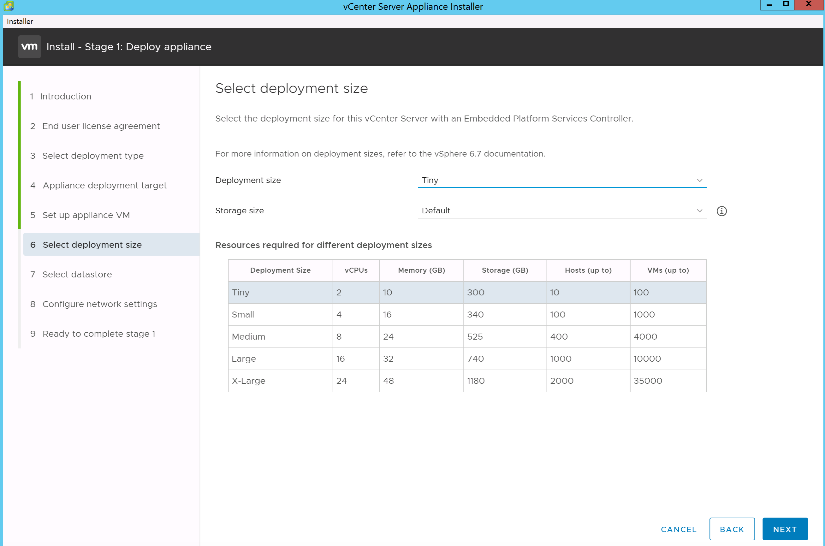 vCenter Server Appliance Installer
Installer
vm Install - Stage 1: Deploy appliance
1 Introduction
2 End user license agreement
3 Select deployment type
4 Appliance deployment target
5 Set up appliance VM
6 Select deployment size
7 Select datastore
8 Configure network settings
9 Ready to complete stage 1
Select deployment size
Select the deployment size for this vCenter Server with an Embedded Platform Services Controller.
For more information on deployment sizes, refer to the vSphere 6.7 documentation.
Deployment size Tiny
Storage size Default
Resources required for different deployment sizes
Deployment Size vCPUs Memory (GB) Storage (GB) Hosts (up to) VMs (up to)
Tiny 2 10 300 10 100
Small 4 16 340 100 1000
Medium 8 24 525 400 4000
Large 16 32 740 1000 10000
X-Large 24 48 1180 2000 35000
CANCEL BACK NEXT